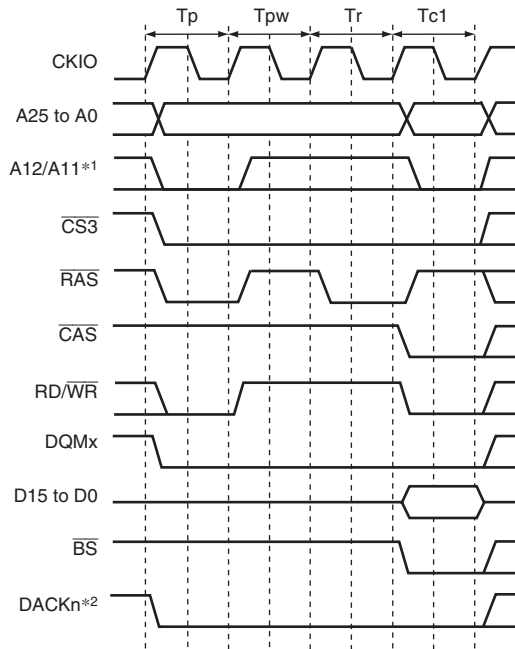 Tp Tpw Tr Tc1
CKIO
A25 to A0
A12/A11*1
CS3
RAS
CAS
RD/WR
DQMx
D15 to D0
BS
DACKn*2